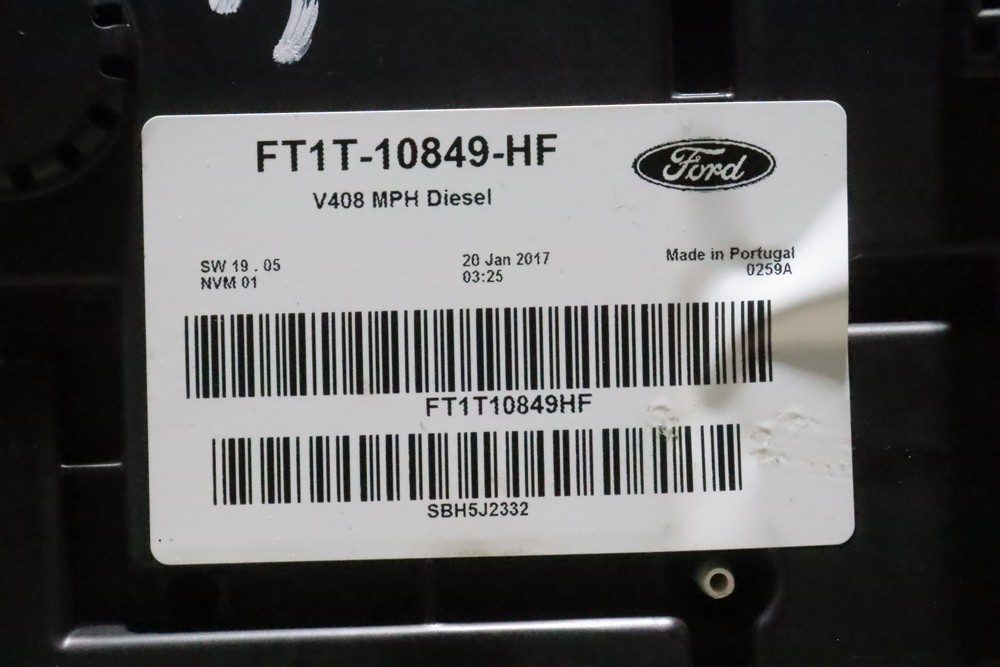 FT1T-10849-HF
Ford
V408 MPH Diesel
SW 19 . 05
NVM 01
20 Jan 2017
03:25
Made in Portugal
0259A
FT1T10849HF
SBH5J2332